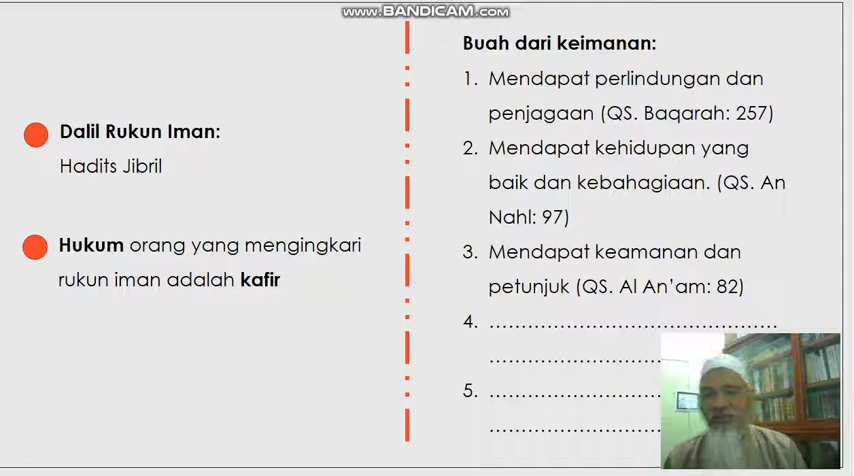 www.BANDICAM.com
Dalil Rukun Iman:
Hadits Jibril
Hukum orang yang mengingkari
rukun iman adalah kafir
Buah dari keimanan:
1. Mendapat perlindungan dan
penjagaan (QS. Baqarah: 257)
2. Mendapat kehidupan yang
baik dan kebahagiaan. (QS. An
Nahl: 97)
3. Mendapat keamanan dan
petunjuk (QS. Al An’am: 82)
4. ………………………………………
……………………………
5. ……………………………
……………………………